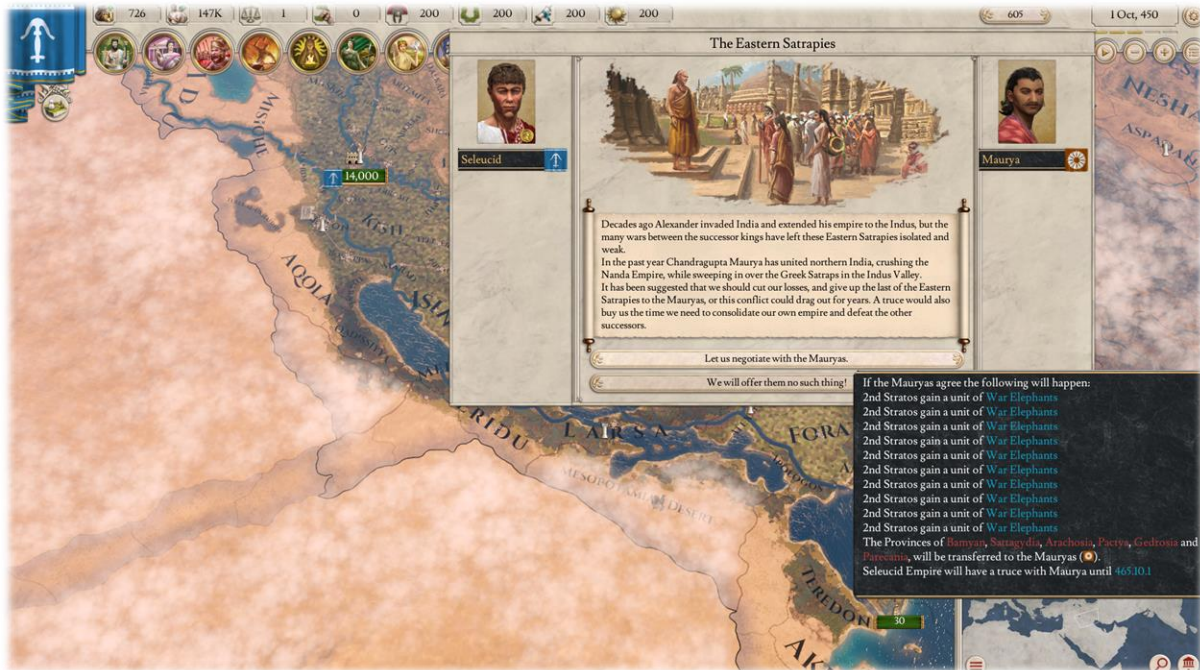 726 147K 1 0 200 200 200 200 605 1 Oct, 450
The Eastern Satrapies
Seleucid
Maurya
Decades ago Alexander invaded India and extended his empire to the Indus, but the
many wars between the successor kings have left these Eastern Satrapies isolated and
weak.
In the past year Chandragupta Maurya has united northern India, crushing the
Nanda Empire, while sweeping in over the Greek Satraps in the Indus Valley.
It has been suggested that we should cut our losses, and give up the last of the Eastern
Satrapies to the Mauryas, or this conflict could drag out for years. A truce would also
buy us the time we need to consolidate our own empire and defeat the other
successors.
Let us negotiate with the Mauryas.
We will offer them no such thing!
If the Mauryas agree the following will happen:
2nd Stratos gain a unit of War Elephants
2nd Stratos gain a unit of War Elephants
2nd Stratos gain a unit of War Elephants
2nd Stratos gain a unit of War Elephants
2nd Stratos gain a unit of War Elephants
2nd Stratos gain a unit of War Elephants
2nd Stratos gain a unit of War Elephants
2nd Stratos gain a unit of War Elephants
2nd Stratos gain a unit of War Elephants
2nd Stratos gain a unit of War Elephants
The Provinces of Bamyan, Sattagydia, Arachosia, Pactya, Gedrosia and
Parecania, will be transferred to the Mauryas ().
Seleucid Empire will have a truce with Maurya until 465.10.1
MISICHE
14,000
KISH
AQOLA
LARSA
MESOPOTAMIAN DESERT
TEREDON
30